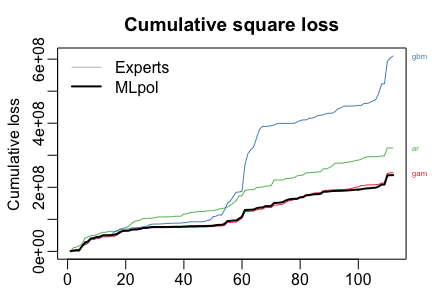 Cumulative square loss
Cumulative loss
6e+08
4e+08
2e+08
0e+00
Experts
MLpol
gbm
ar
gam
0 20 40 60 80 100